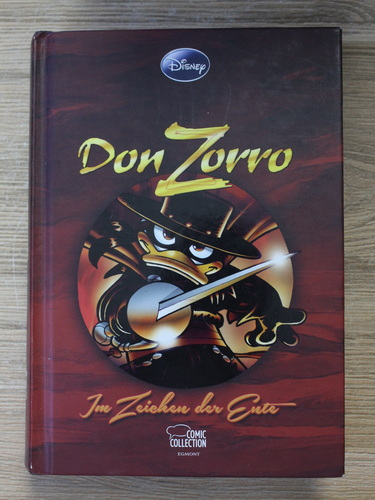 Disney
Don Zorro
Im Zeichen der Ente
COMIC
COLLECTION
EGMONT